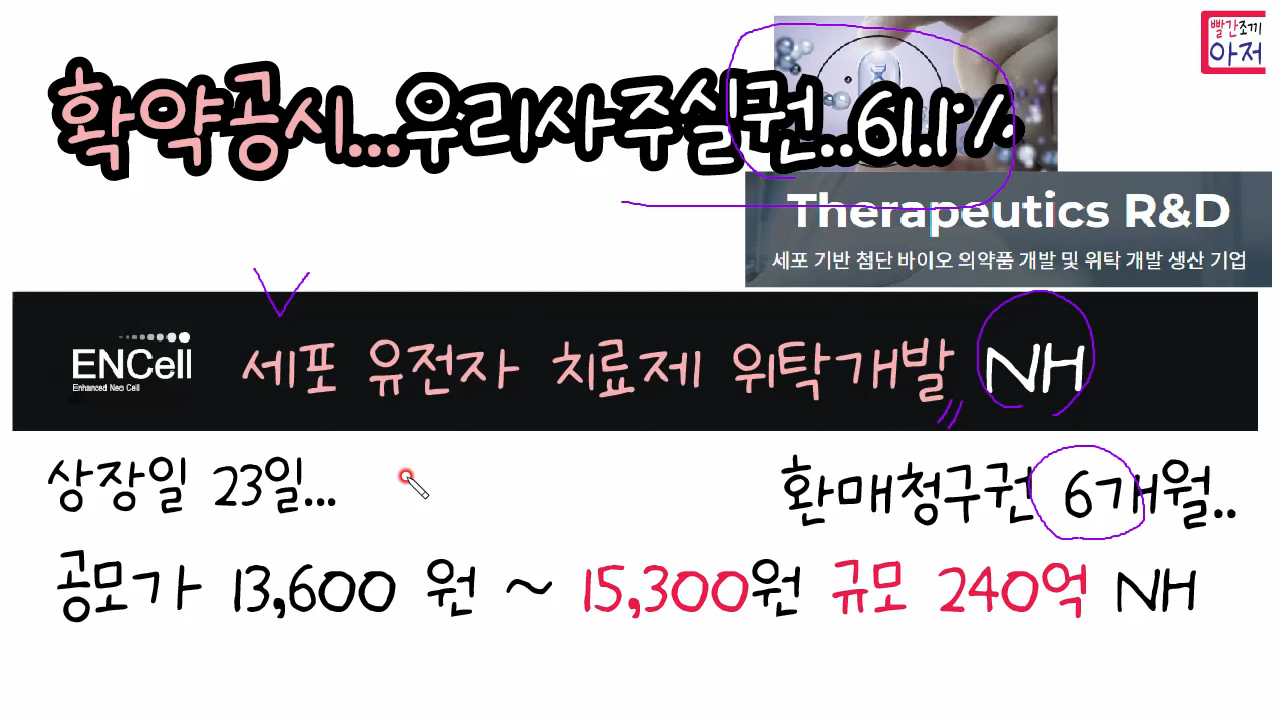 빨간조끼
아저
확약공시...우리사주실권..61.1%
Therapeutics R&D
세포 기반 첨단 바이오 의약품 개발 및 위탁 개발 생산 기업
ENCell
Enhanced Neo Cell
세포 유전자 치료제 위탁개발 NH
상장일 23일...
환매청구권 6개월..
공모가 13,600 원 ~ 15,300원 규모 240억 NH